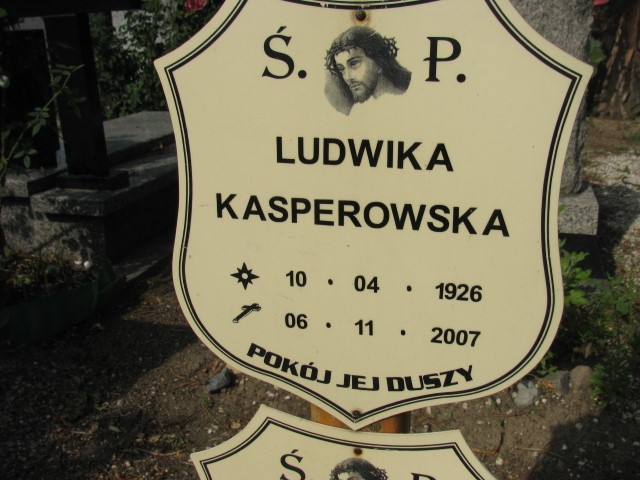 Ś. P.
LUDWIKA
KASPEROWSKA
10 · 04 · 1926
06 · 11 · 2007
POKÓJ JEJ DUSZY
Ś. P.